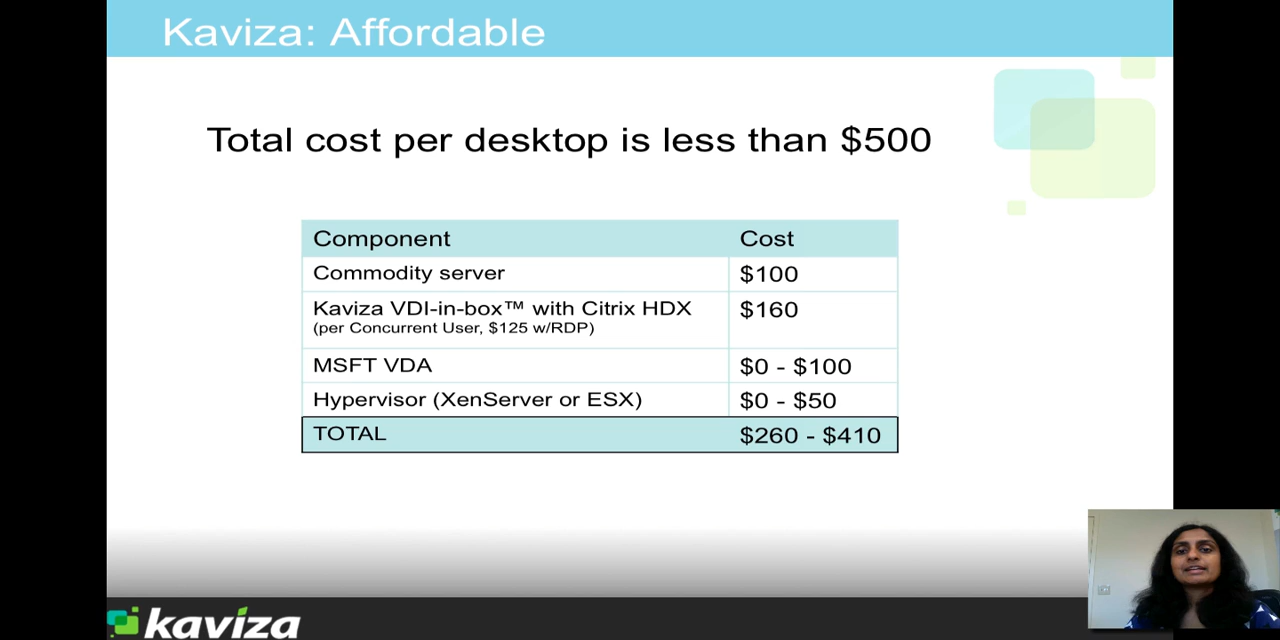 Kaviza: Affordable
Total cost per desktop is less than $500
Component Cost
Commodity server $100
Kaviza VDI-in-box™ with Citrix HDX $160
(per Concurrent User, $125 w/RDP)
MSFT VDA $0 - $100
Hypervisor (XenServer or ESX) $0 - $50
TOTAL $260 - $410
kaviza